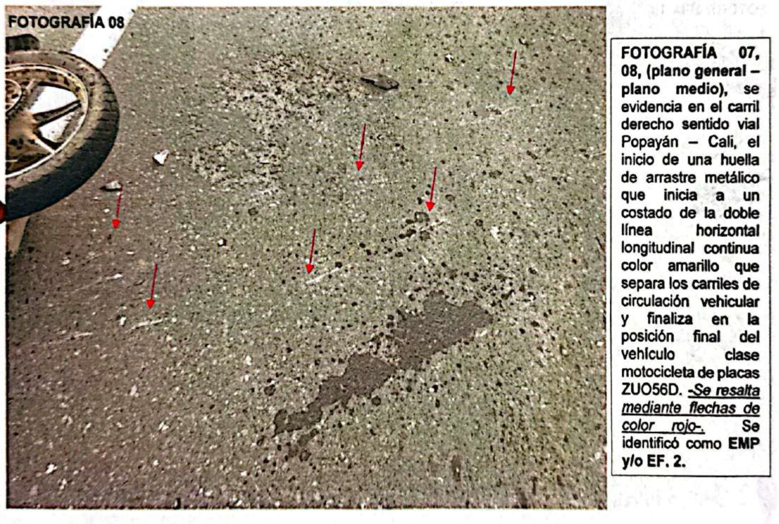 FOTOGRAFÍA 08
FOTOGRAFÍA 07,
08, (plano general –
plano medio), se
evidencia en el carril
derecho sentido vial
Popayán – Cali, el
inicio de una huella
de arrastre metálico
que inicia a un
costado de la doble
línea horizontal
longitudinal continua
color amarillo que
separa los carriles de
circulación vehicular
y finaliza en la
posición final del
vehículo clase
motocicleta de placas
ZUO56D. -Se resalta
mediante flechas de
color rojo-. Se
identificó como EMP
y/o EF. 2.